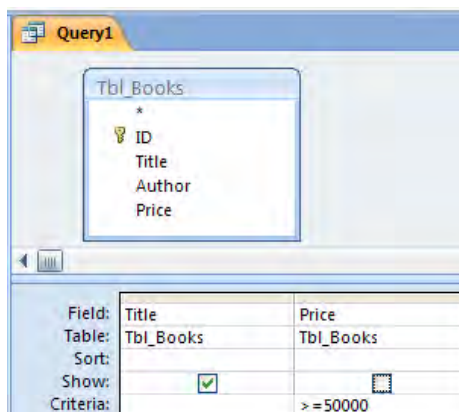 Query1
Tbl_Books
*
ID
Title
Author
Price
Field: Title Price
Table: Tbl_Books Tbl_Books
Sort:
Show:
Criteria: >=50000